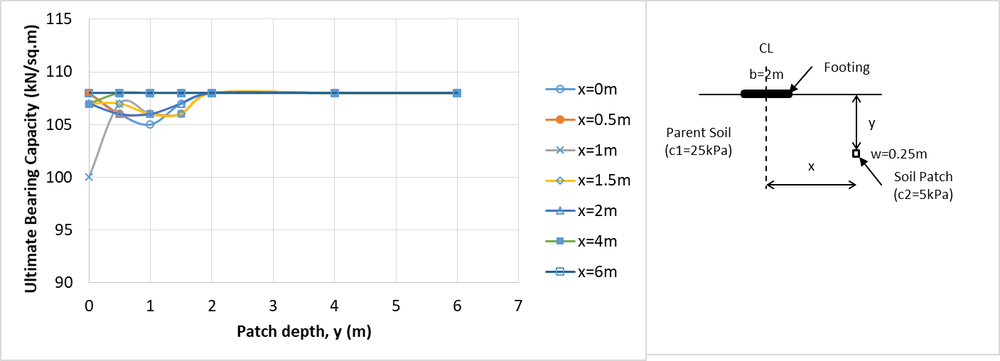 115
110
105
100
95
90
Ultimate Bearing Capacity (kN/sq.m)
0 1 2 3 4 5 6 7
Patch depth, y (m)
x=0m
x=0.5m
x=1m
x=1.5m
x=2m
x=4m
x=6m
CL
b=2m
Footing
Parent Soil
(c1=25kPa)
y
w=0.25m
x
Soil Patch
(c2=5kPa)